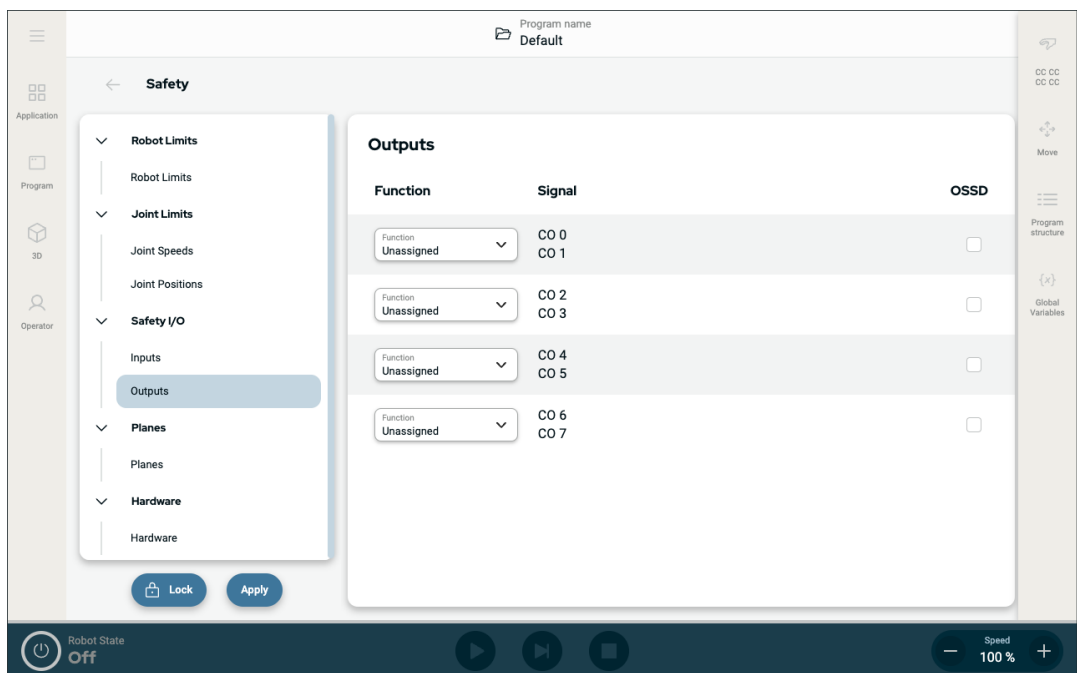 Program name
Default
Application
Program
3D
Operator
Safety
Robot Limits
Robot Limits
Joint Limits
Joint Speeds
Joint Positions
Safety I/O
Inputs
Outputs
Planes
Planes
Hardware
Hardware
Lock
Apply
Outputs
Function Signal OSSD
Function
Unassigned
CO 0
CO 1
Function
Unassigned
CO 2
CO 3
Function
Unassigned
CO 4
CO 5
Function
Unassigned
CO 6
CO 7
CC CC
CC CC
Move
Program
structure
{x}
Global
Variables
Robot State
Off
Speed
100 %